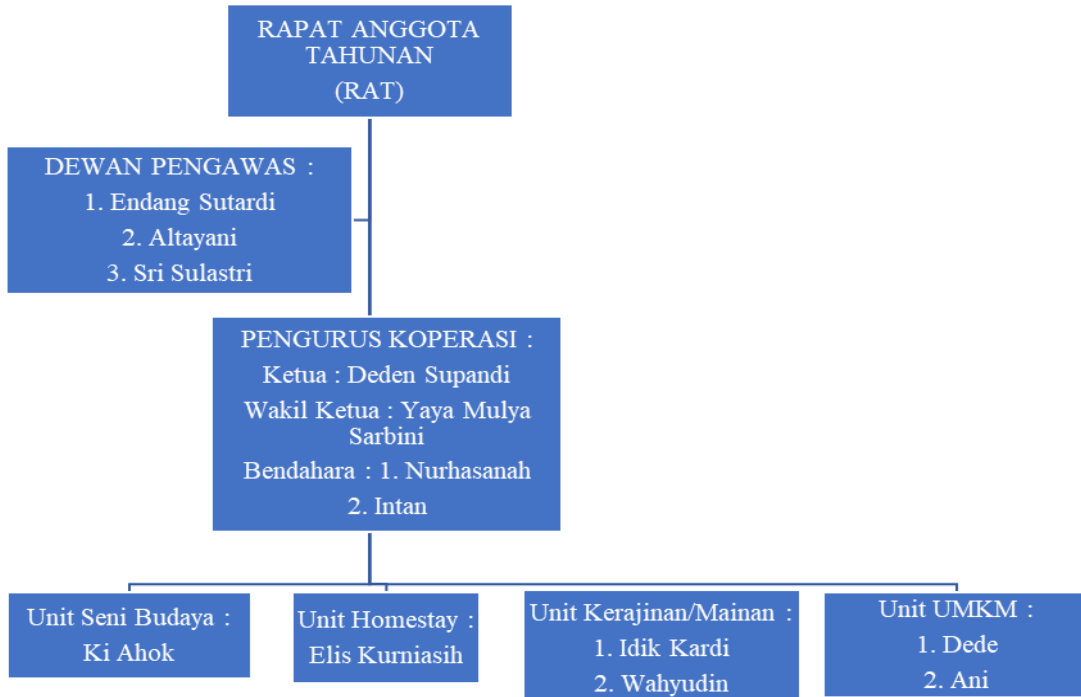 RAPAT ANGGOTA
TAHUNAN
(RAT)
DEWAN PENGAWAS :
1. Endang Sutardi
2. Altayani
3. Sri Sulastri
PENGURUS KOPERASI :
Ketua : Deden Supandi
Wakil Ketua : Yaya Mulya
Sarbini
Bendahara : 1. Nurhasanah
2. Intan
Unit Seni Budaya :
Ki Ahok
Unit Homestay :
Elis Kurniasih
Unit Kerajinan/Mainan :
1. Idik Kardi
2. Wahyudin
Unit UMKM :
1. Dede
2. Ani